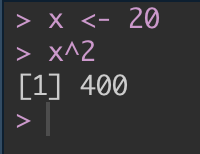 > x <- 20
> x^2
[1] 400
>